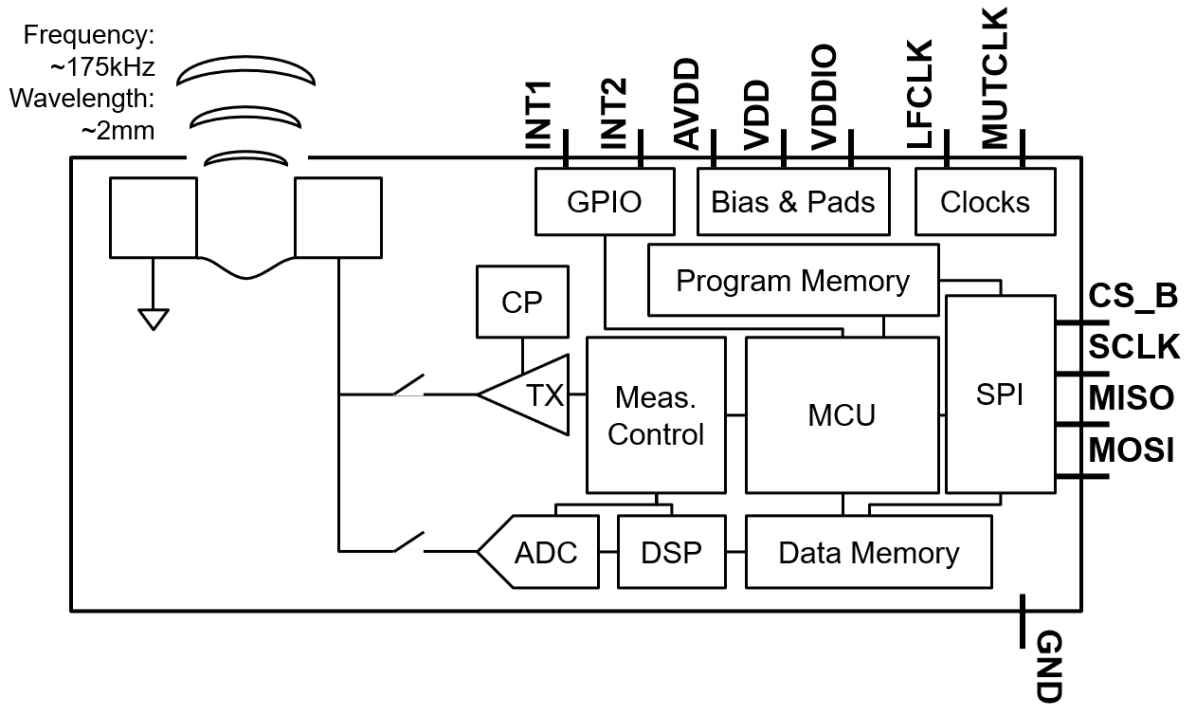 Frequency:
~175kHz
Wavelength:
~2mm
INT1
INT2
AVDD
VDD
VDDIO
LFCLK
MUTCLK
GPIO
Bias & Pads
Clocks
Program Memory
CP
CS_B
SCLK
MISO
MOSI
TX
Meas.
Control
MCU
SPI
ADC
DSP
Data Memory
GND